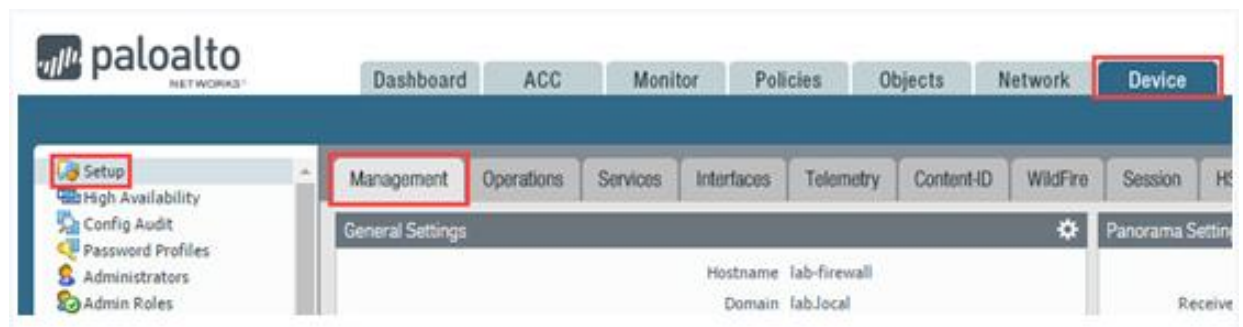 paloalto
NETWORKS
Dashboard ACC Monitor Policies Objects Network Device
Setup
High Availability
Config Audit
Password Profiles
Administrators
Admin Roles
Management Operations Services Interfaces Telemetry Content-ID WildFire Session
General Settings
Panorama
Hostname lab-firewall
Domain lab.local